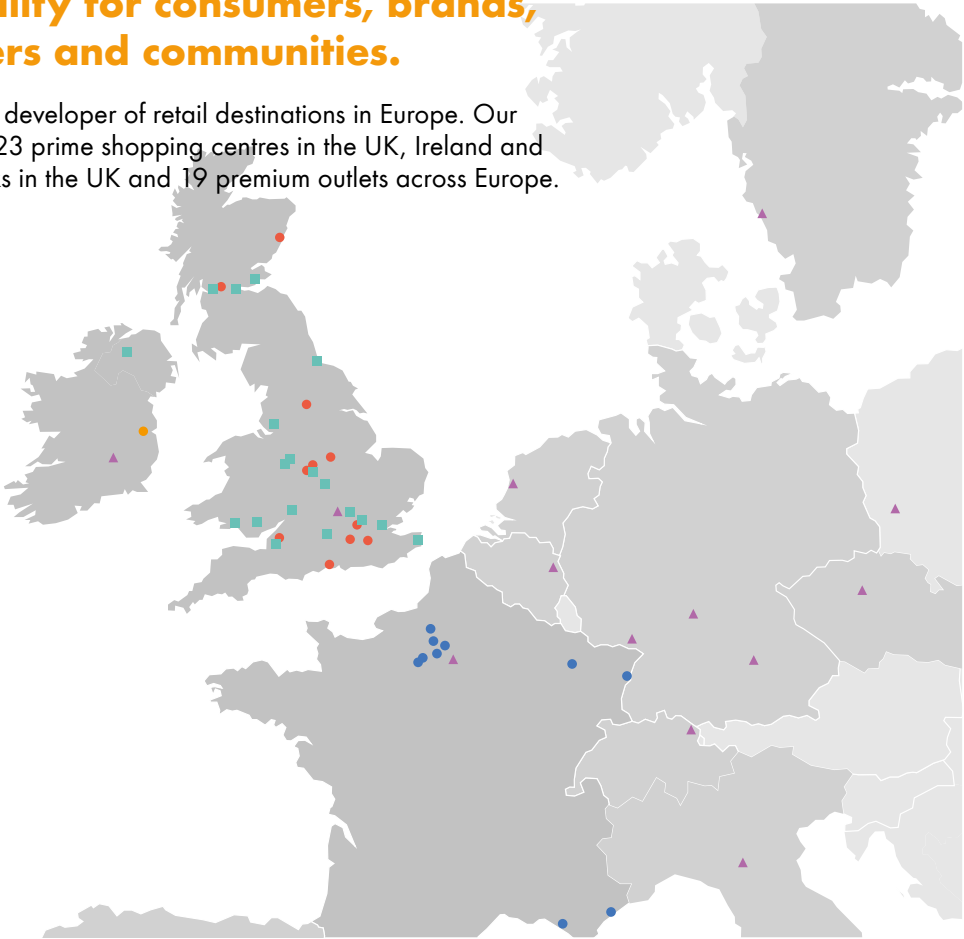 ility for consumers, brands,
ers and communities.
developer of retail destinations in Europe. Our
23 prime shopping centres in the UK, Ireland and
s in the UK and 19 premium outlets across Europe.